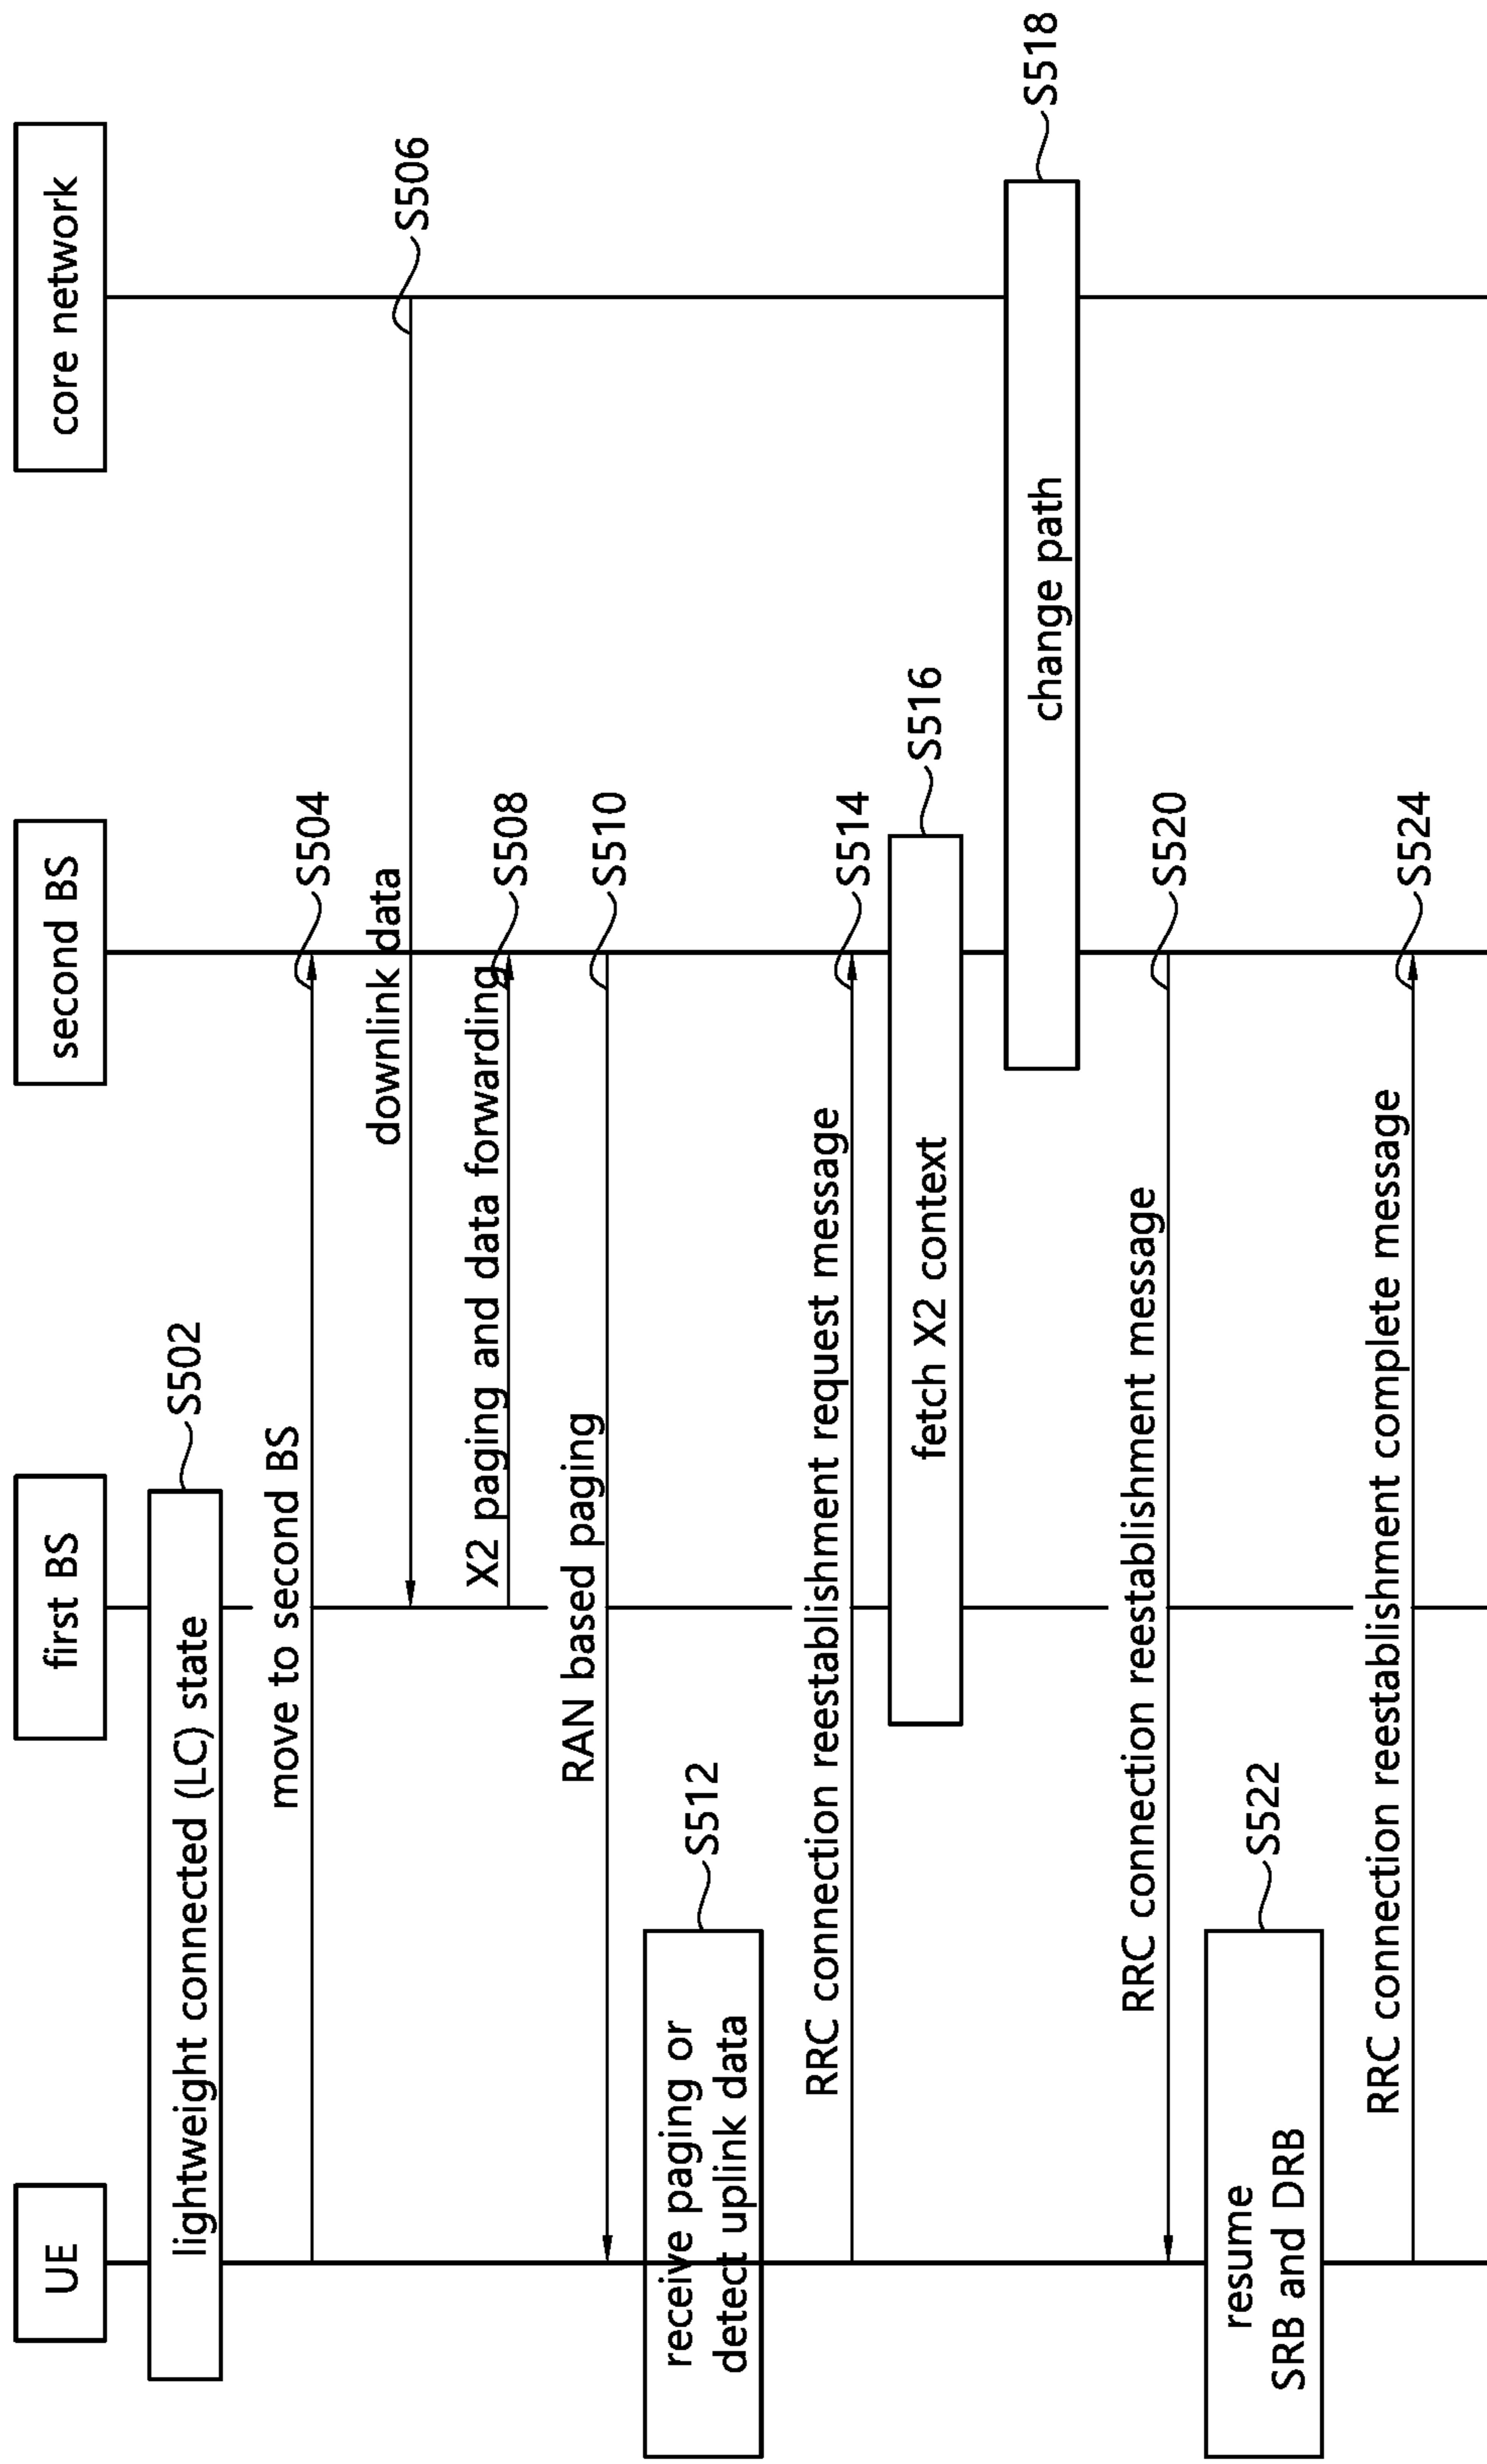 UE
first BS
second BS
core network
lightweight connected (LC) state
S502
move to second BS
S504
downlink data
S506
X2 paging and data forwarding
S508
RAN based paging
S510
receive paging or
detect uplink data
S512
RRC connection reestablishment request message
S514
fetch X2 context
S516
change path
S518
RRC connection reestablishment message
S520
resume
SRB and DRB
S522
RRC connection reestablishment complete message
S524